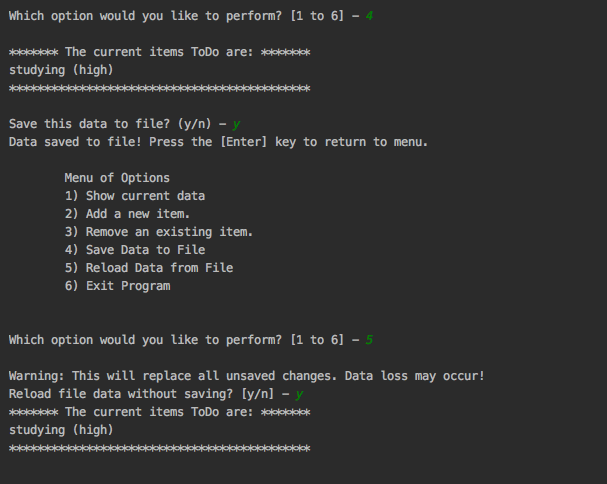 Which option would you like to perform? [1 to 6] - 4
******* The current items ToDo are: *******
studying (high)
*******************************************
Save this data to file? (y/n) - y
Data saved to file! Press the [Enter] key to return to menu.
Menu of Options
1) Show current data
2) Add a new item.
3) Remove an existing item.
4) Save Data to File
5) Reload Data from File
6) Exit Program
Which option would you like to perform? [1 to 6] - 5
Warning: This will replace all unsaved changes. Data loss may occur!
Reload file data without saving? [y/n] - y
******* The current items ToDo are: *******
studying (high)
*******************************************